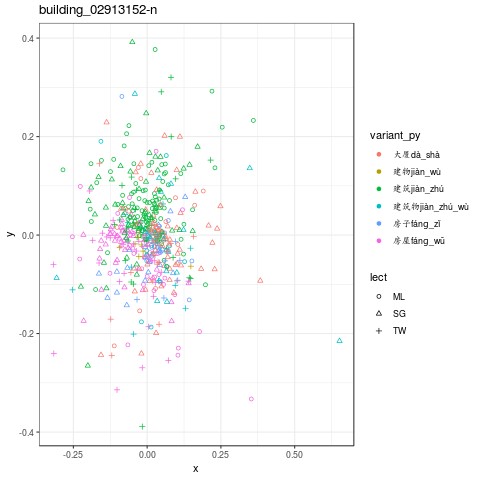 building_02913152-n
0.4
0.2
0.0
-0.2
-0.4
y
-0.25
0.00
0.25
0.50
x
variant_py
大厦dà_shà
建物jiàn_wù
建筑jiàn_zhú
建筑物jiàn_zhú_wù
房子fáng_zǐ
房屋fáng_wū
lect
ML
SG
TW